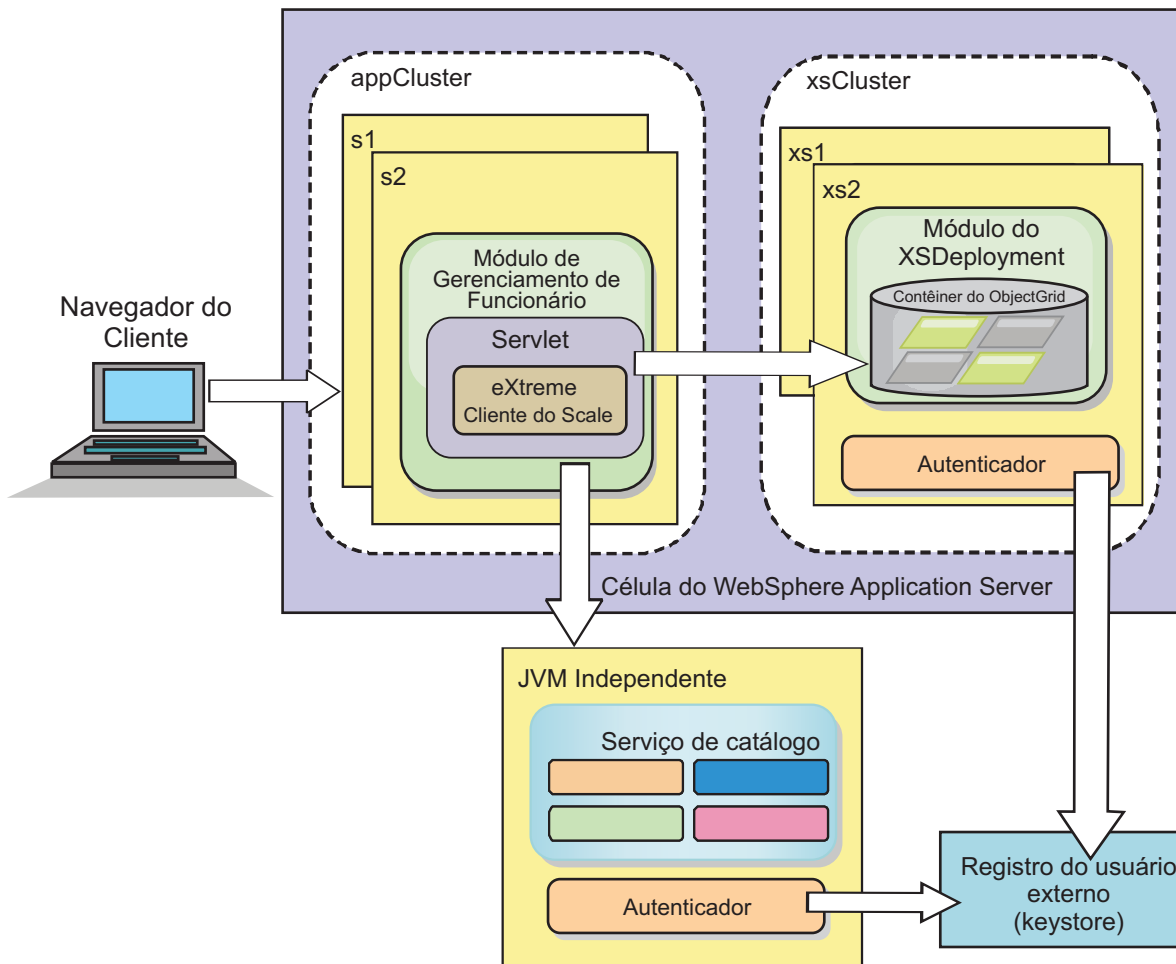 appCluster
xsCluster
s1
s2
xs1
xs2
Módulo de
Gerenciamento de
Funcionário
Servlet
eXtreme
Cliente do Scale
Módulo do
XSDeployment
Contêiner do ObjectGrid
Autenticador
Navegador do
Cliente
Célula do WebSphere Application Server
JVM Independente
Serviço de catálogo
Autenticador
Registro do usuário
externo
(keystore)